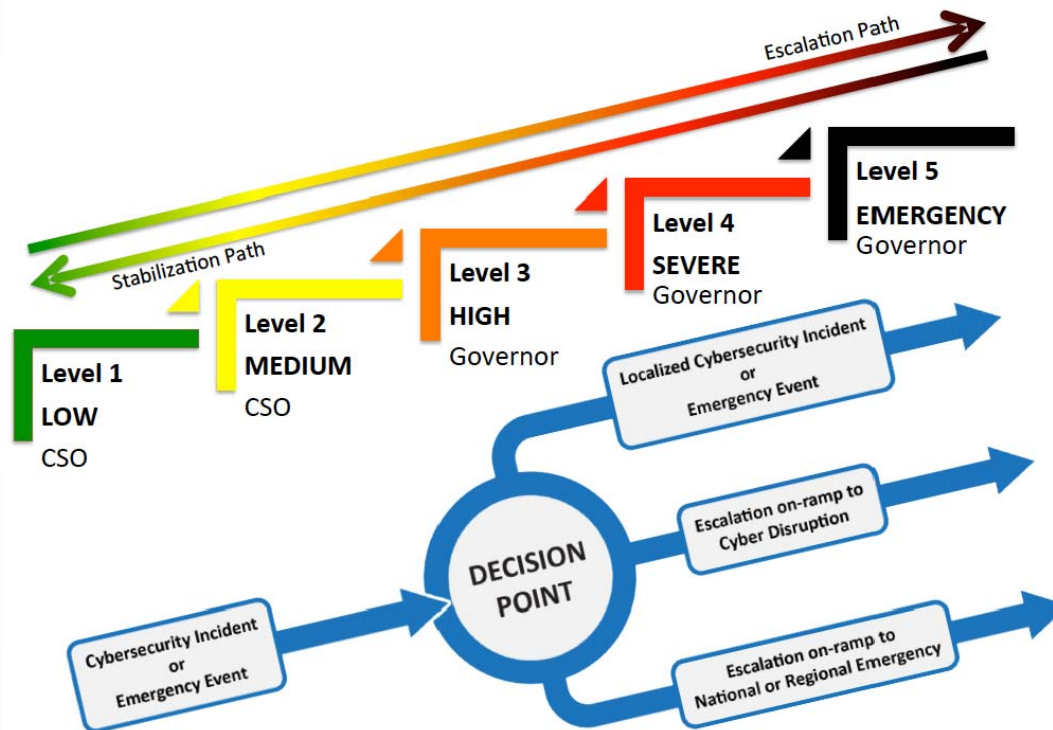 Escalation Path
Stabilization Path
Level 1
LOW
CSO
Level 2
MEDIUM
CSO
Level 3
HIGH
Governor
Level 4
SEVERE
Governor
Level 5
EMERGENCY
Governor
Cybersecurity Incident
or
Emergency Event
DECISION
POINT
Localized Cybersecurity Incident
or
Emergency Event
Escalation on-ramp to
Cyber Disruption
Escalation on-ramp to
National or Regional Emergency